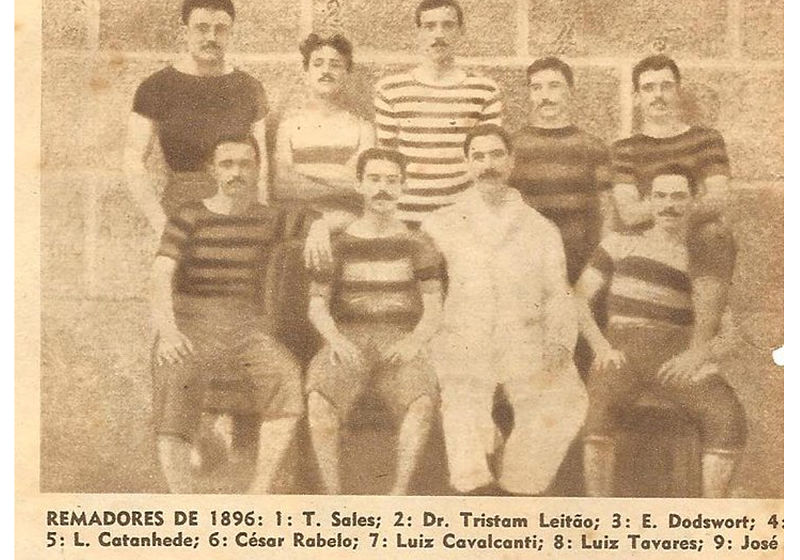 REMADORES DE 1896: 1: T. Sales; 2: Dr. Tristam Leitão; 3: E. Dodswort; 4:
5: L. Catanhede; 6: César Rabelo; 7: Luiz Cavalcanti; 8: Luiz Tavares; 9: José